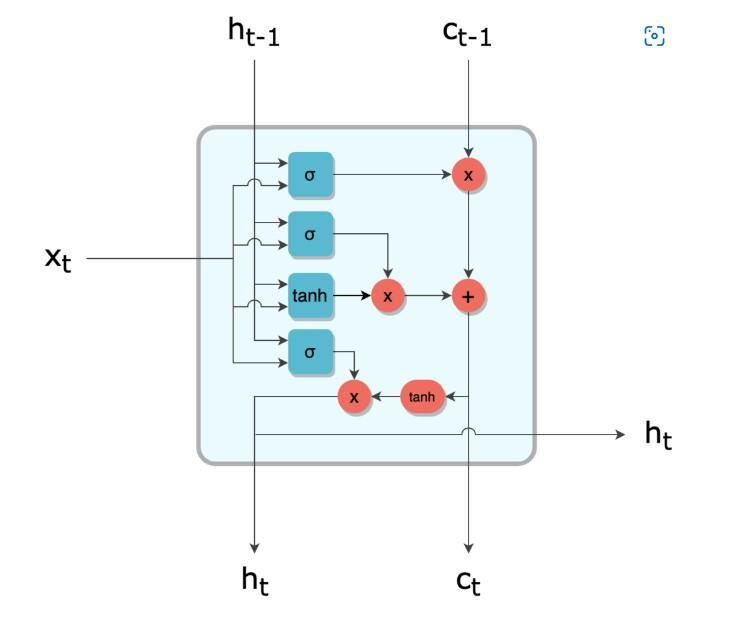 h_{t-1}
c_{t-1}
σ
x
σ
x_t
tanh
x
+
σ
x
tanh
h_t
h_t
c_t